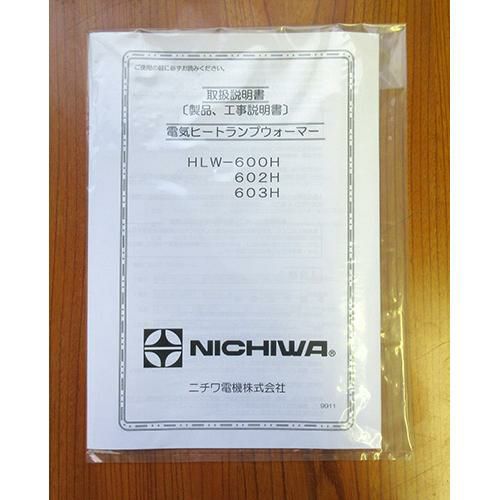 ご使用の前に必ずお読みください。
取扱説明書
〔製品、工事説明書〕
電気ヒートランプウォーマー
HLW-600H
602H
603H
NICHIWA®
ニチワ電機株式会社
9911